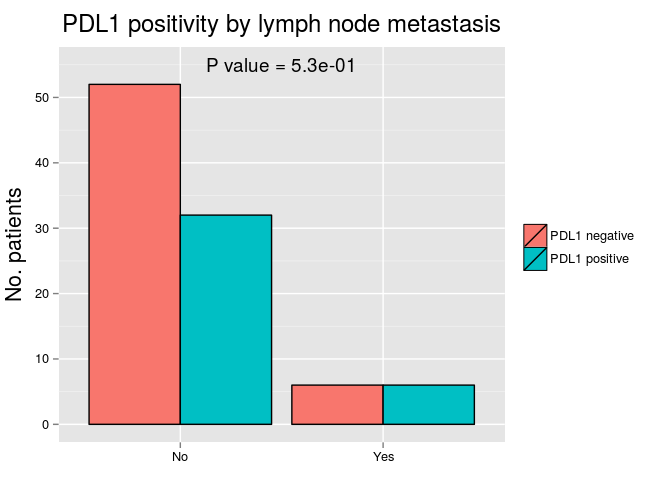 PDL1 positivity by lymph node metastasis
P value = 5.3e-01
No. patients
50
40
30
20
10
0
No
Yes
PDL1 negative
PDL1 positive